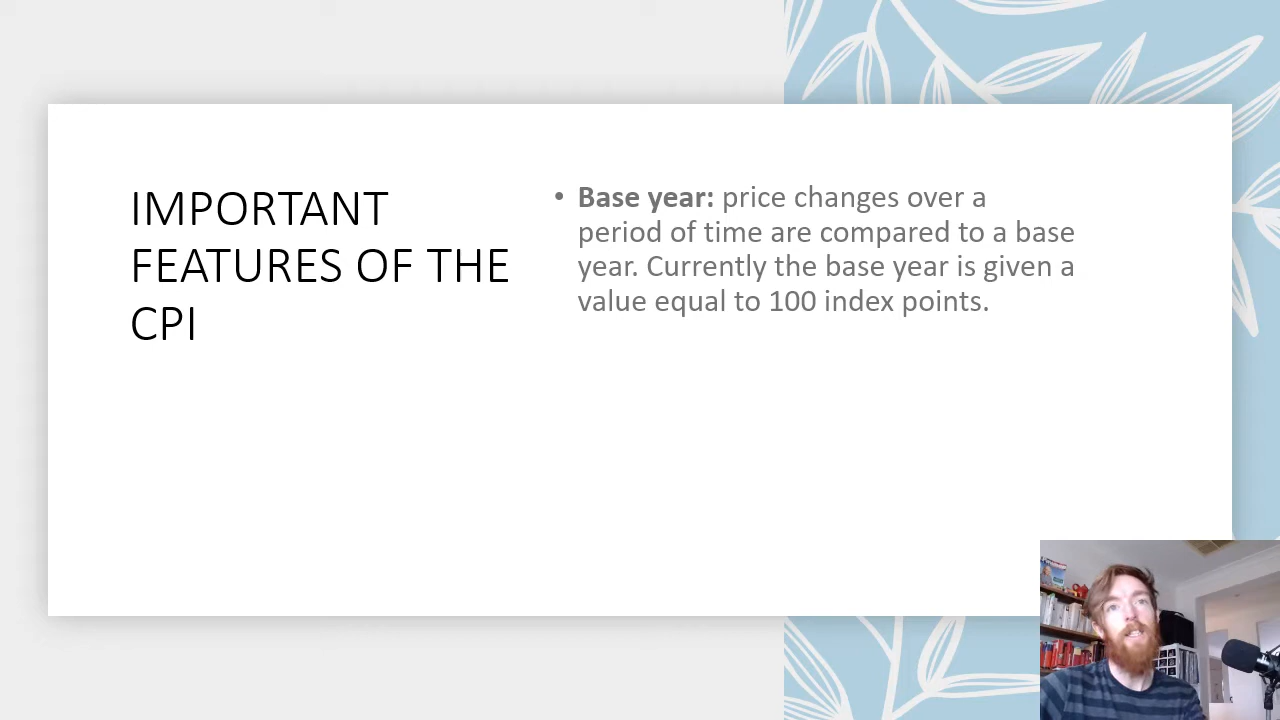 IMPORTANT
FEATURES OF THE
CPI
• Base year: price changes over a
period of time are compared to a base
year. Currently the base year is given a
value equal to 100 index points.